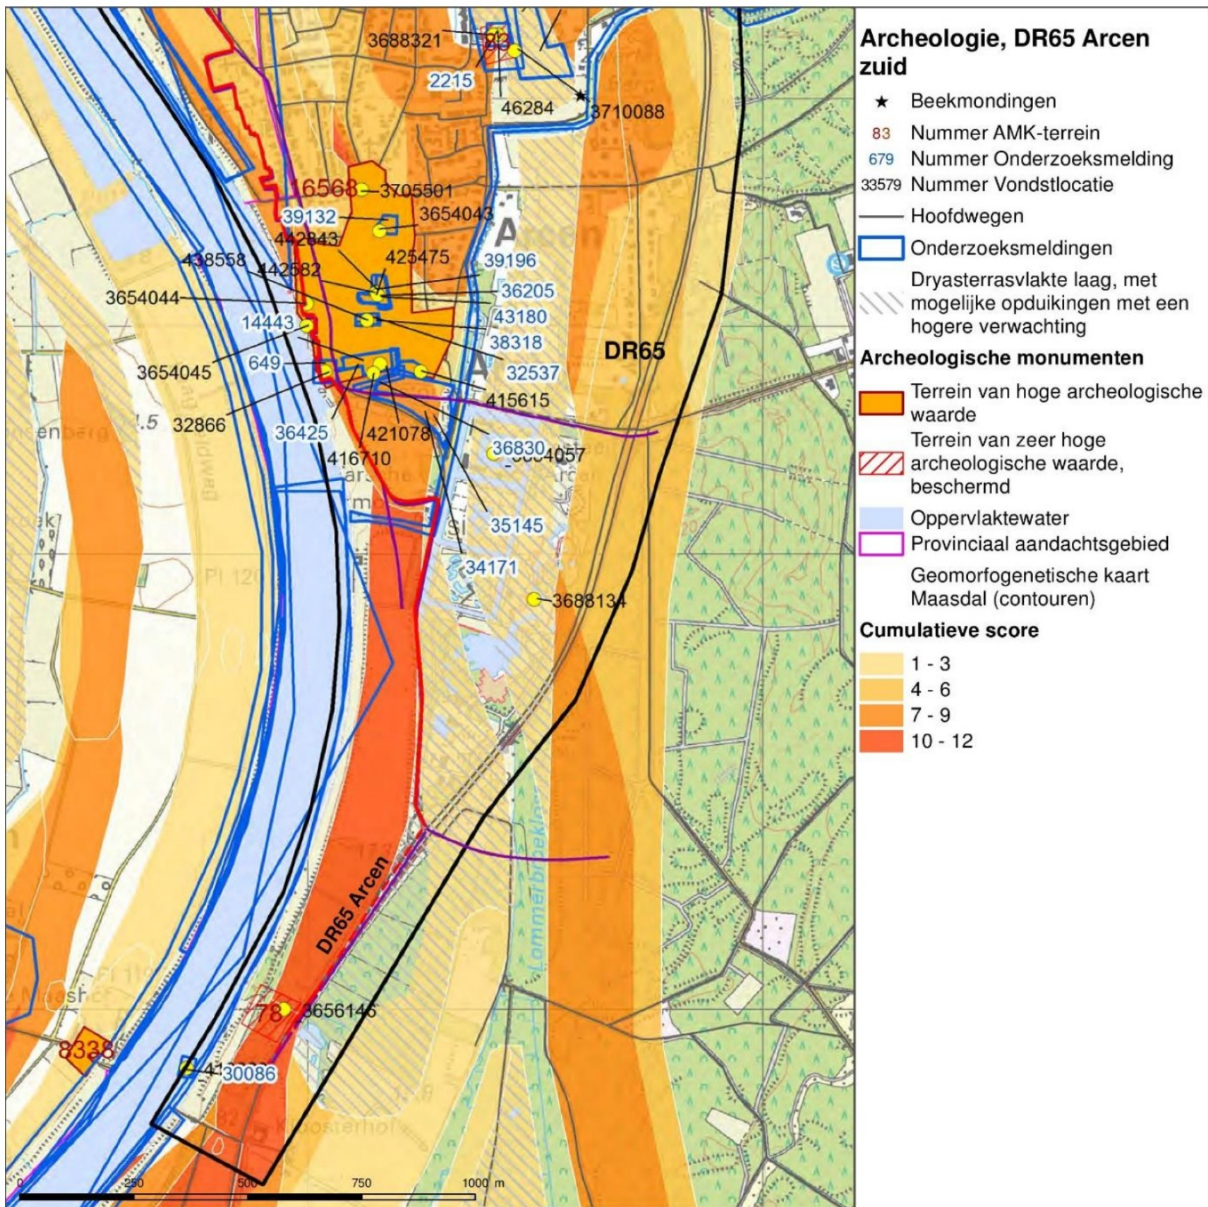 3688321
83
2215
46284
3710088
16568
3705501
39132
3654043
442843
438558
442582
425475
39196
3654044
36205
14443
43180
38318
DR65
649
3654045
32537
415615
32866
36425
421078
36830
416710
35145
34171
3688134
DR65 Arcen
Lommerbroekl
78
3656146
8338
30086
Kloosterhof
0 250 500 750 1000 m
Archeologie, DR65 Arcen
zuid
Beekmondingen
83 Nummer AMK-terrein
679 Nummer Onderzoeksmelding
33579 Nummer Vondstlocatie
Hoofdwegen
Onderzoeksmeldingen
Dryasterrasvlakte laag, met
mogelijke opduikingen met een
hogere verwachting
Archeologische monumenten
Terrein van hoge archeologische
waarde
Terrein van zeer hoge
archeologische waarde,
beschermd
Oppervlaktewater
Provinciaal aandachtsgebied
Geomorfogenetische kaart
Maasdal (contouren)
Cumulatieve score
1 - 3
4 - 6
7 - 9
10 - 12